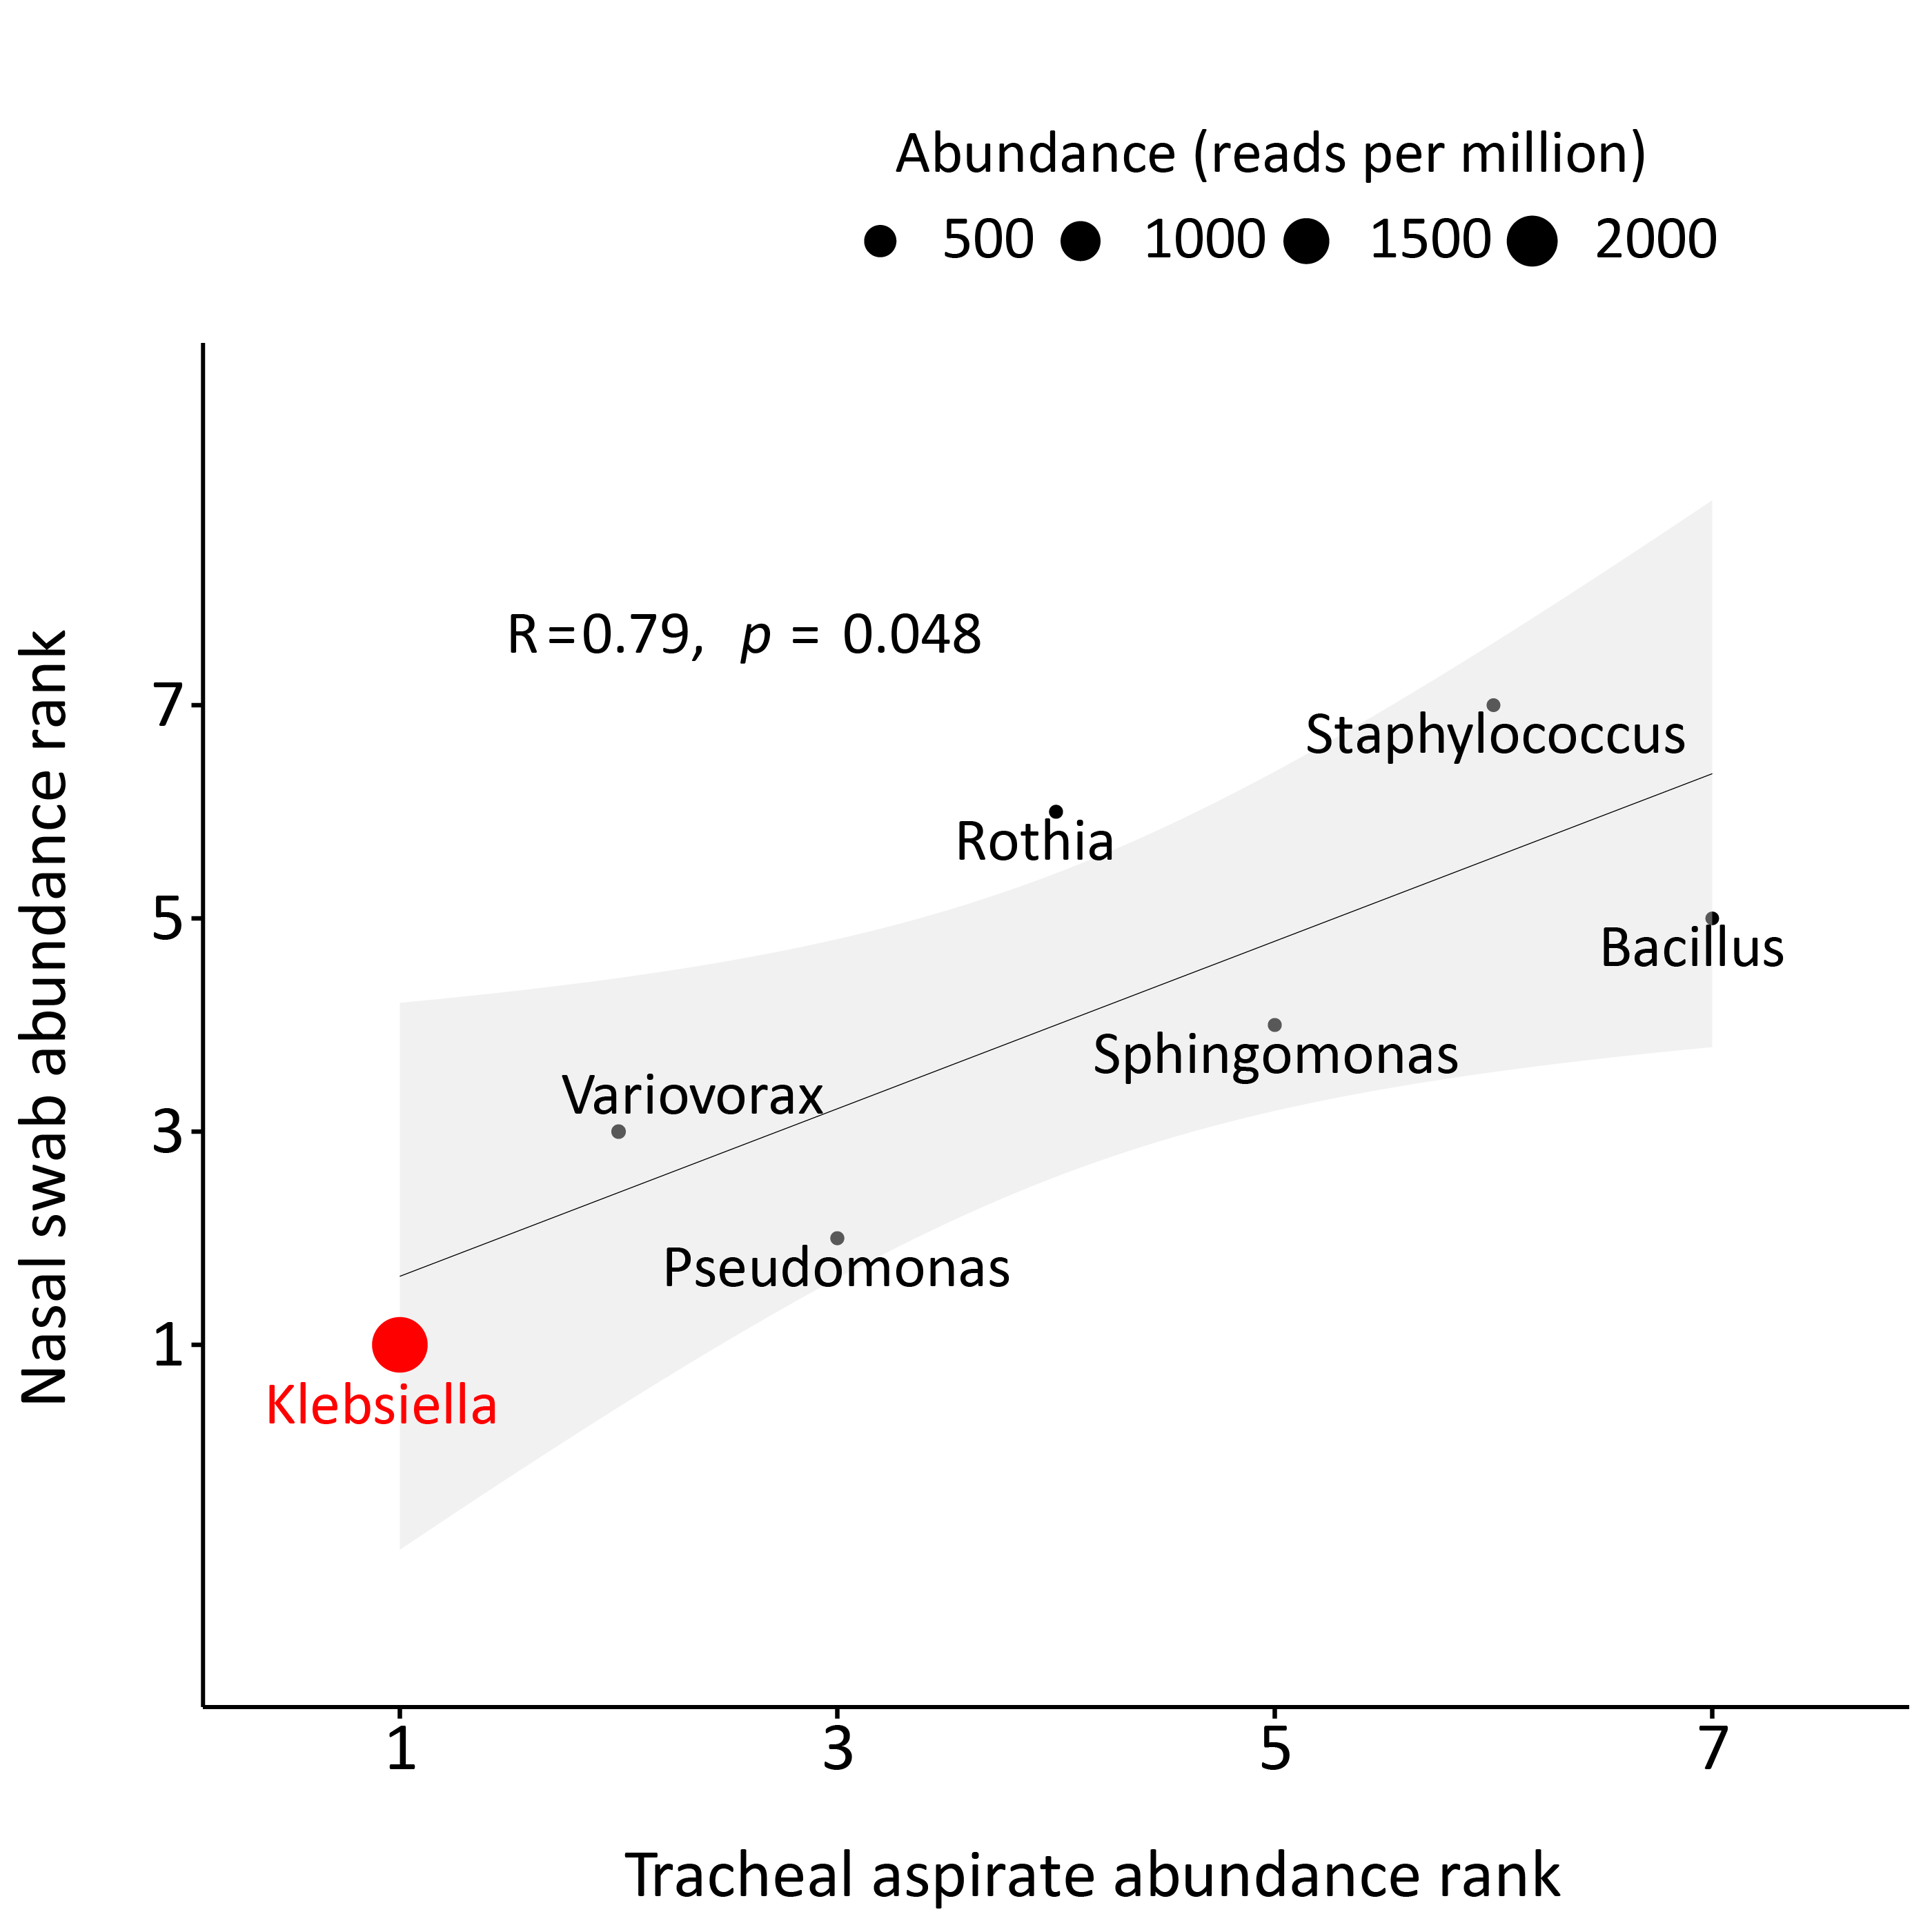 Abundance (reads per million)
500 1000 1500 2000
R=0.79, p = 0.048
7
Staphylococcus
Rothia
5
Bacillus
Sphingomonas
Variovorax
3
Pseudomonas
1
Klebsiella
Nasal swab abundance rank
1 3 5 7
Tracheal aspirate abundance rank